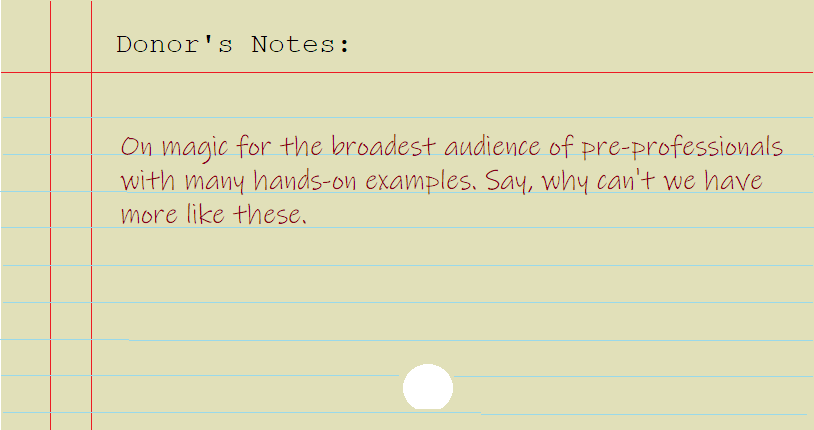 Donor's Notes:
On magic for the broadest audience of pre-professionals
with many hands-on examples. Say, why can't we have
more like these.